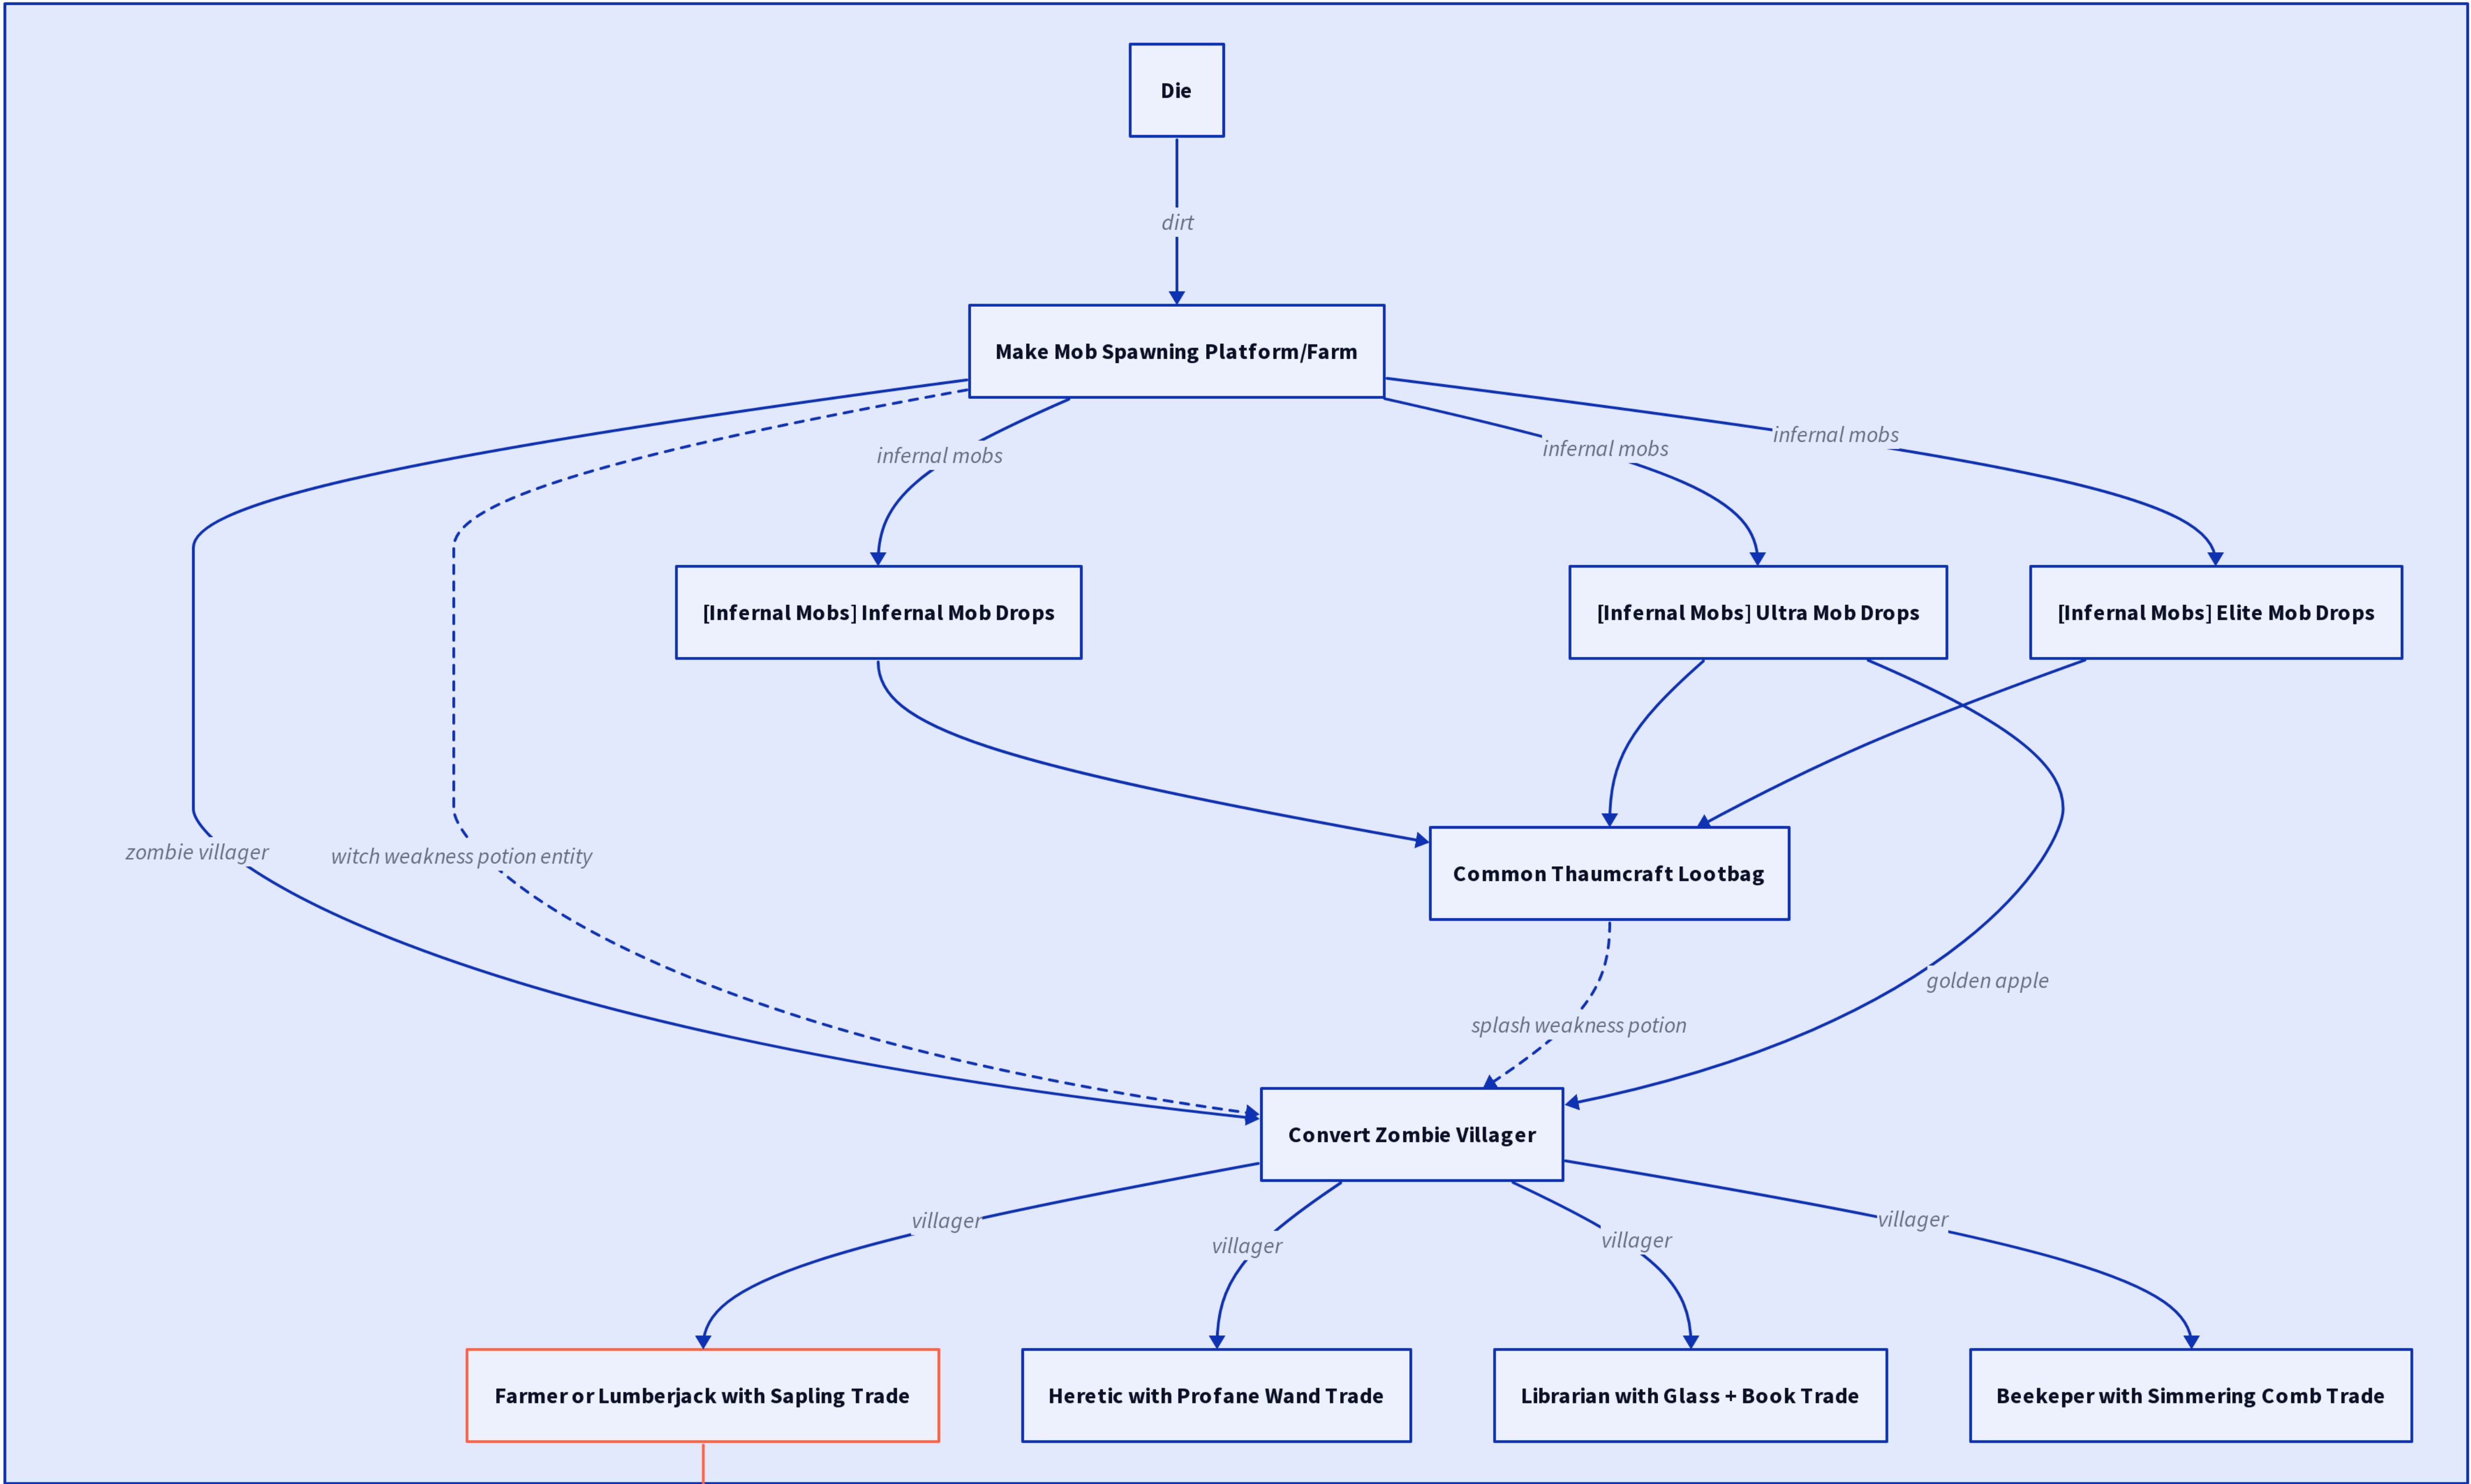 Die
dirt
Make Mob Spawning Platform/Farm
infernal mobs
infernal mobs
infernal mobs
[Infernal Mobs] Infernal Mob Drops
[Infernal Mobs] Ultra Mob Drops
[Infernal Mobs] Elite Mob Drops
zombie villager
witch weakness potion entity
Common Thaumcraft Lootbag
golden apple
splash weakness potion
Convert Zombie Villager
villager
villager
villager
villager
Farmer or Lumberjack with Sapling Trade
Heretic with Profane Wand Trade
Librarian with Glass + Book Trade
Beekeper with Simmering Comb Trade